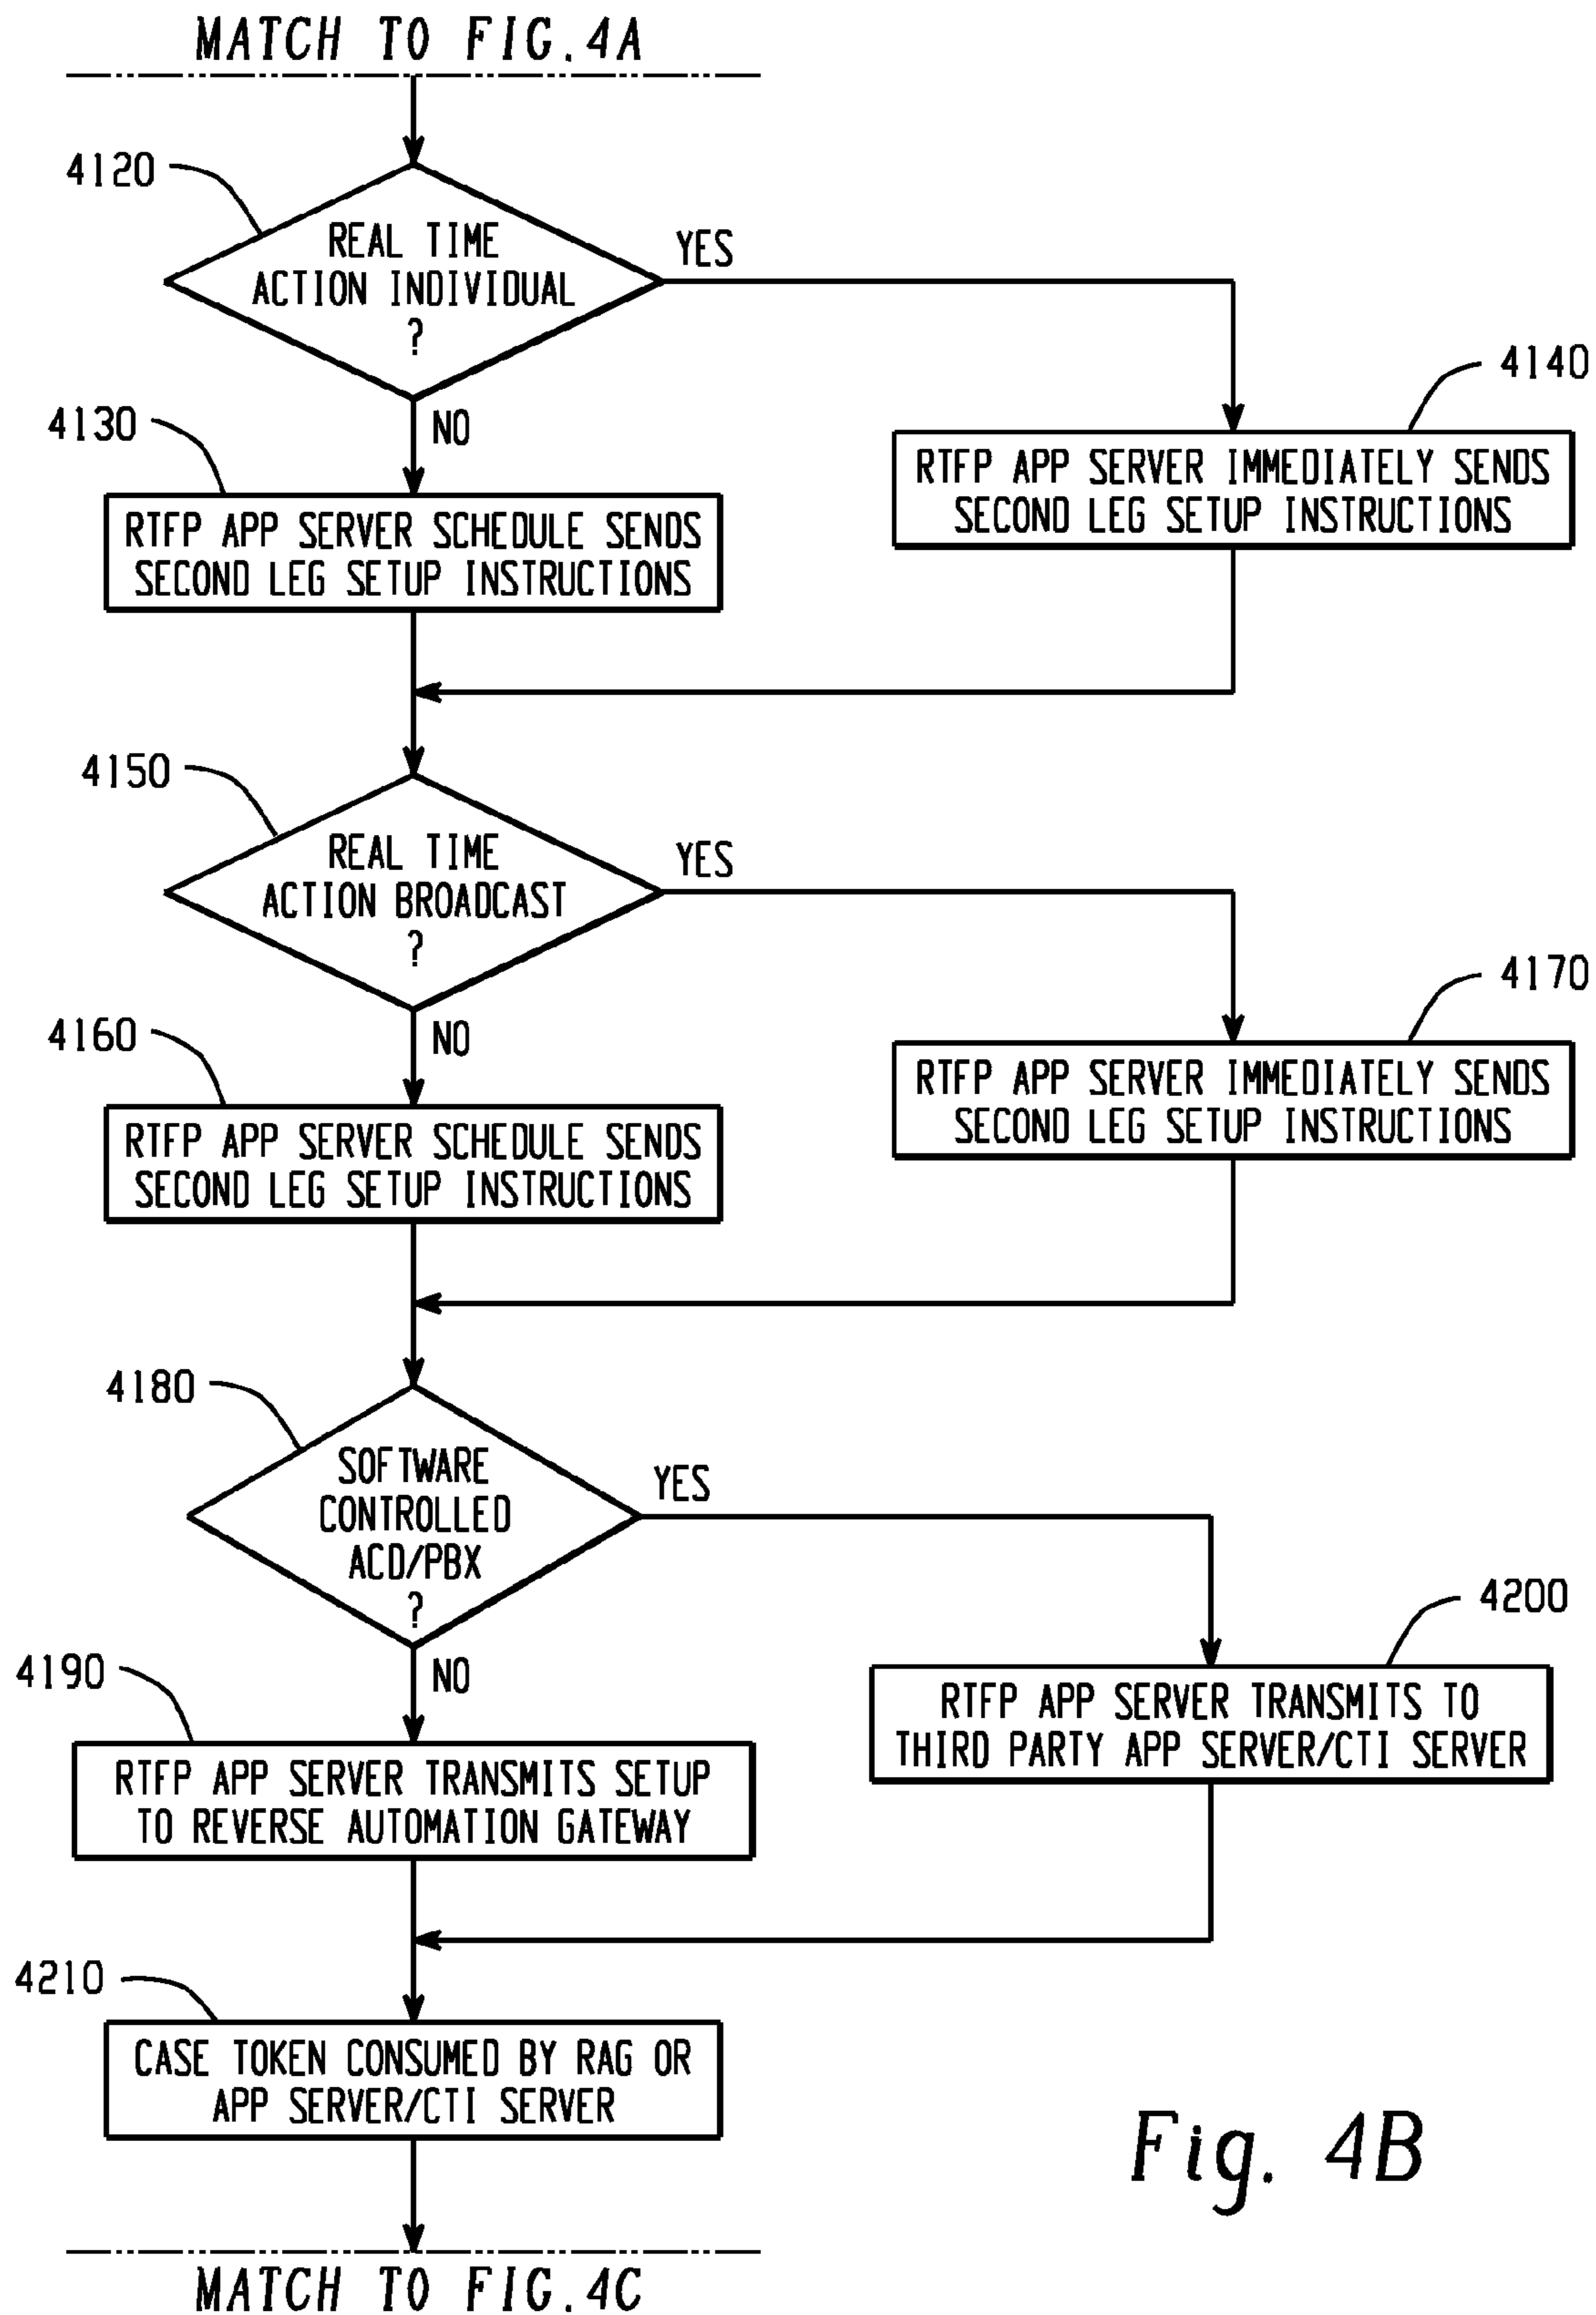 MATCH TO FIG.4A
4120
REAL TIME
ACTION INDIVIDUAL
?
YES
NO
4140
RTFP APP SERVER IMMEDIATELY SENDS
SECOND LEG SETUP INSTRUCTIONS
4130
RTFP APP SERVER SCHEDULE SENDS
SECOND LEG SETUP INSTRUCTIONS
4150
REAL TIME
ACTION BROADCAST
?
YES
NO
4170
RTFP APP SERVER IMMEDIATELY SENDS
SECOND LEG SETUP INSTRUCTIONS
4160
RTFP APP SERVER SCHEDULE SENDS
SECOND LEG SETUP INSTRUCTIONS
4180
SOFTWARE
CONTROLLED
ACD/PBX
?
YES
NO
4200
RTFP APP SERVER TRANSMITS TO
THIRD PARTY APP SERVER/CTI SERVER
4190
RTFP APP SERVER TRANSMITS SETUP
TO REVERSE AUTOMATION GATEWAY
4210
CASE TOKEN CONSUMED BY RAG OR
APP SERVER/CTI SERVER
Fig. 4B
MATCH TO FIG.4C